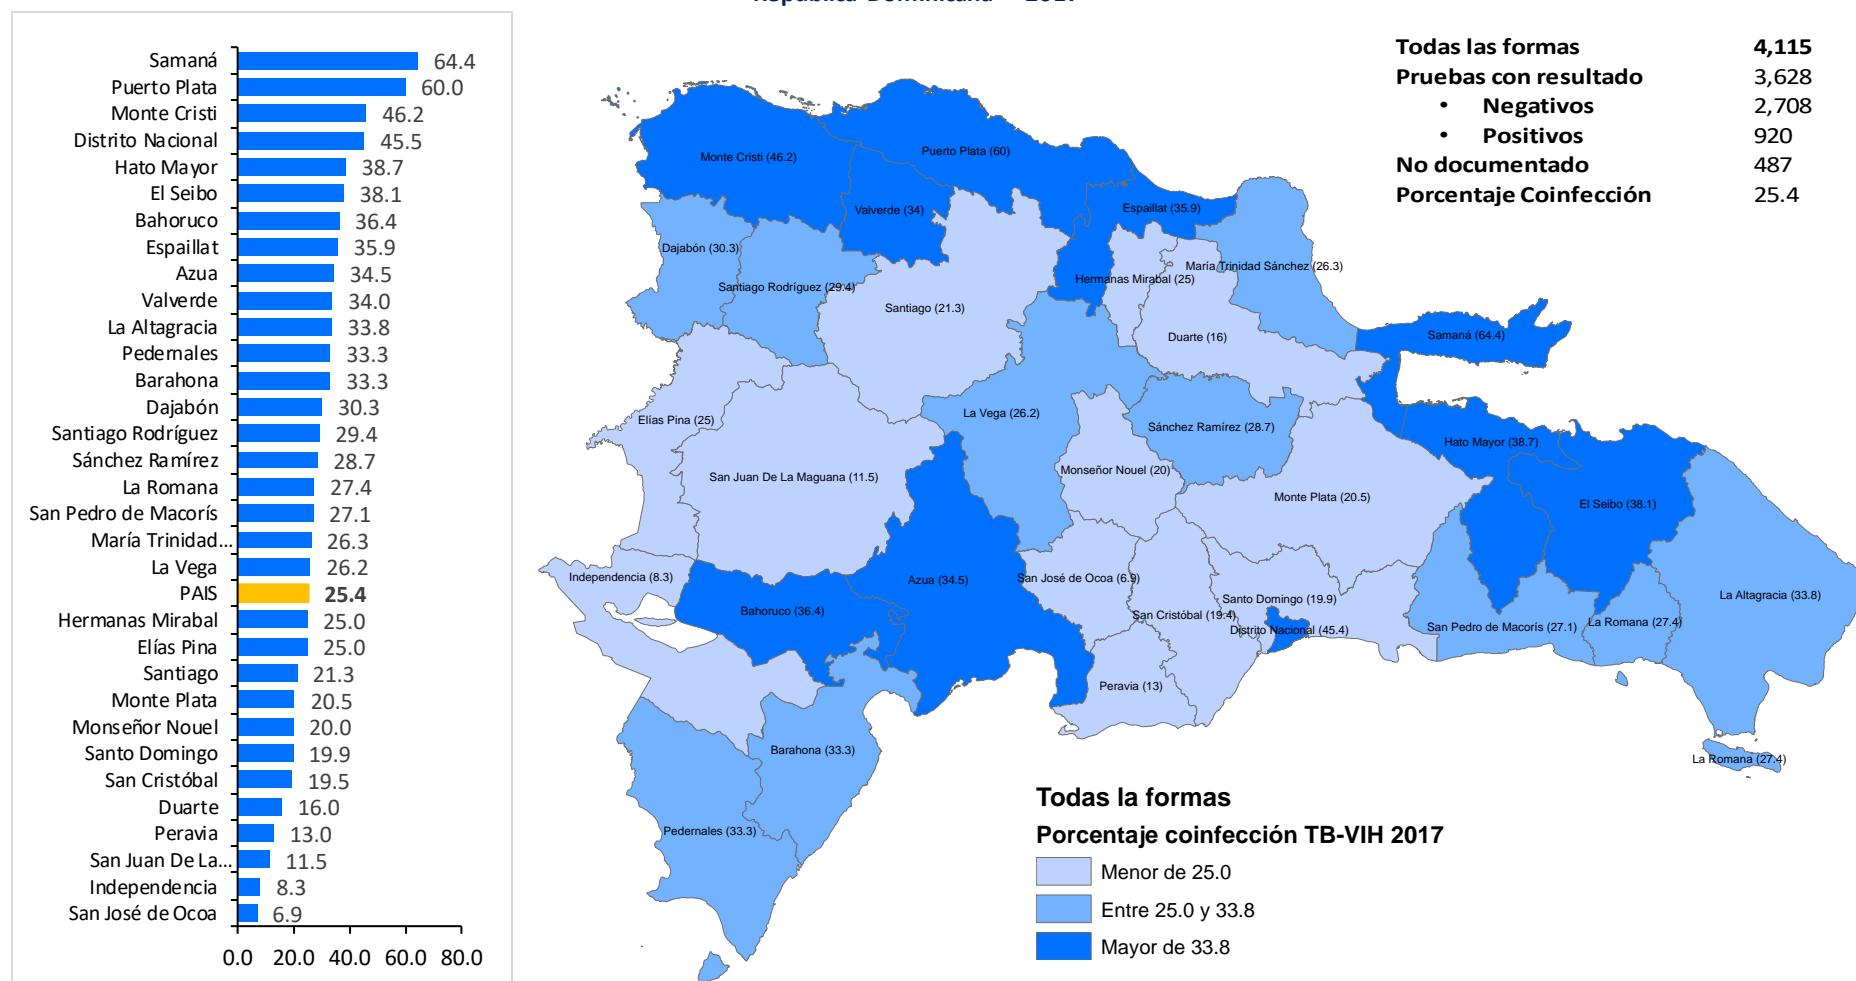 República Dominicana 2017
Samaná 64.4
Puerto Plata 60.0
Monte Cristi 46.2
Distrito Nacional 45.5
Hato Mayor 38.7
El Seibo 38.1
Bahoruco 36.4
Espaillat 35.9
Azua 34.5
Valverde 34.0
La Altagracia 33.8
Pedernales 33.3
Barahona 33.3
Dajabón 30.3
Santiago Rodríguez 29.4
Sánchez Ramírez 28.7
La Romana 27.4
San Pedro de Macorís 27.1
María Trinidad... 26.3
La Vega 26.2
PAIS 25.4
Hermanas Mirabal 25.0
Elías Pina 25.0
Santiago 21.3
Monte Plata 20.5
Monseñor Nouel 20.0
Santo Domingo 19.9
San Cristóbal 19.5
Duarte 16.0
Peravia 13.0
San Juan De La... 11.5
Independencia 8.3
San José de Ocoa 6.9
0.0 20.0 40.0 60.0 80.0
Todas las formas 4,115
Pruebas con resultado 3,628
• Negativos 2,708
• Positivos 920
No documentado 487
Porcentaje Coinfección 25.4
Monte Cristi (46.2)
Puerto Plata (60)
Valverde (34)
Espaillat (35.9)
Dajabón (30.3)
Santiago Rodríguez (29.4)
Hermanas Mirabal (25)
María Trinidad Sánchez (26.3)
Santiago (21.3)
Duarte (16)
Samaná (64.4)
Elías Pina (25)
La Vega (26.2)
Sánchez Ramírez (28.7)
Hato Mayor (38.7)
San Juan De La Maguana (11.5)
Monseñor Nouel (20)
Monte Plata (20.5)
El Seibo (38.1)
Independencia (8.3)
Bahoruco (36.4)
Azua (34.5)
San José de Ocoa (6.9)
San Cristóbal (19.4)
Santo Domingo (19.9)
Distrito Nacional (45.4)
San Pedro de Macorís (27.1)
La Romana (27.4)
La Altagracia (33.8)
Peravia (13)
Barahona (33.3)
Pedernales (33.3)
La Romana (27.4)
Todas la formas
Porcentaje coinfección TB-VIH 2017
Menor de 25.0
Entre 25.0 y 33.8
Mayor de 33.8